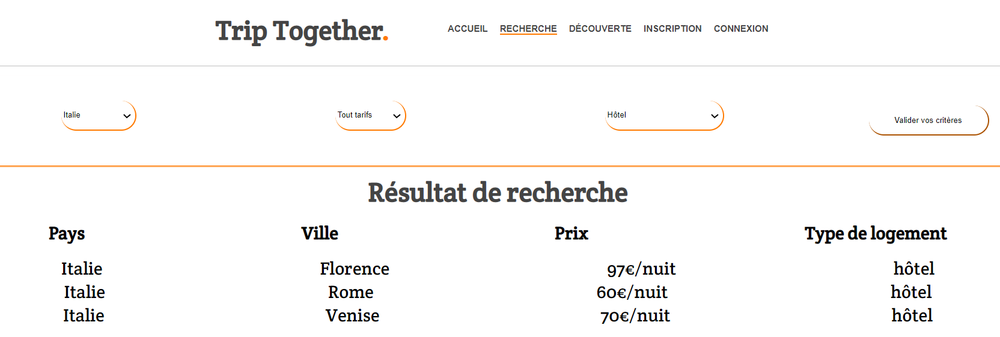 Trip Together.
ACCUEIL RECHERCHE DÉCOUVERTE INSCRIPTION CONNEXION
Italie Tout tarifs Hôtel Valider vos critères
Résultat de recherche
Pays Ville Prix Type de logement
Italie Florence 97€/nuit hôtel
Italie Rome 60€/nuit hôtel
Italie Venise 70€/nuit hôtel